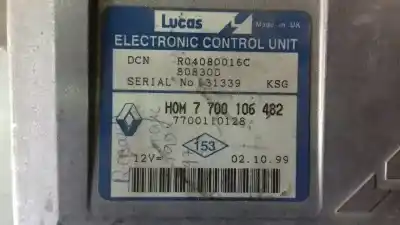 Lucas
Made in UK
ELECTRONIC CONTROL UNIT
DCN R04080016C
80830D
SERIAL No 631339 KSG
HOM 7 700 106 482
7700110128
153
12V= 02.10.99